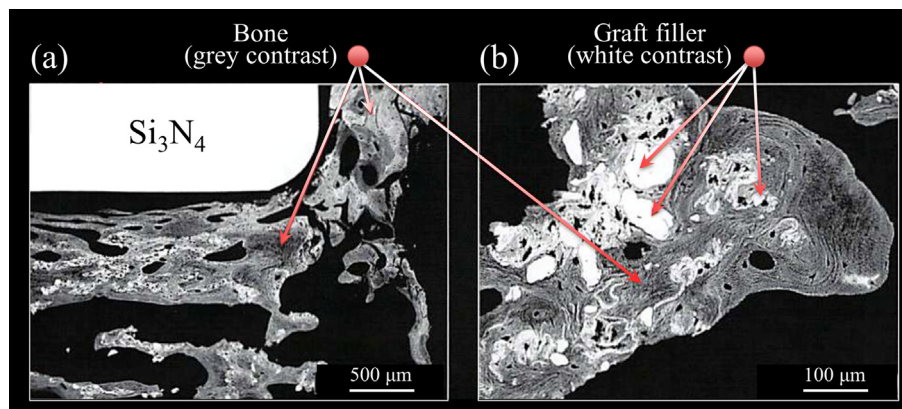 (a)
Bone
(grey contrast)
Graft filler
(white contrast)
(b)
Si₃N₄
500 μm
100 μm